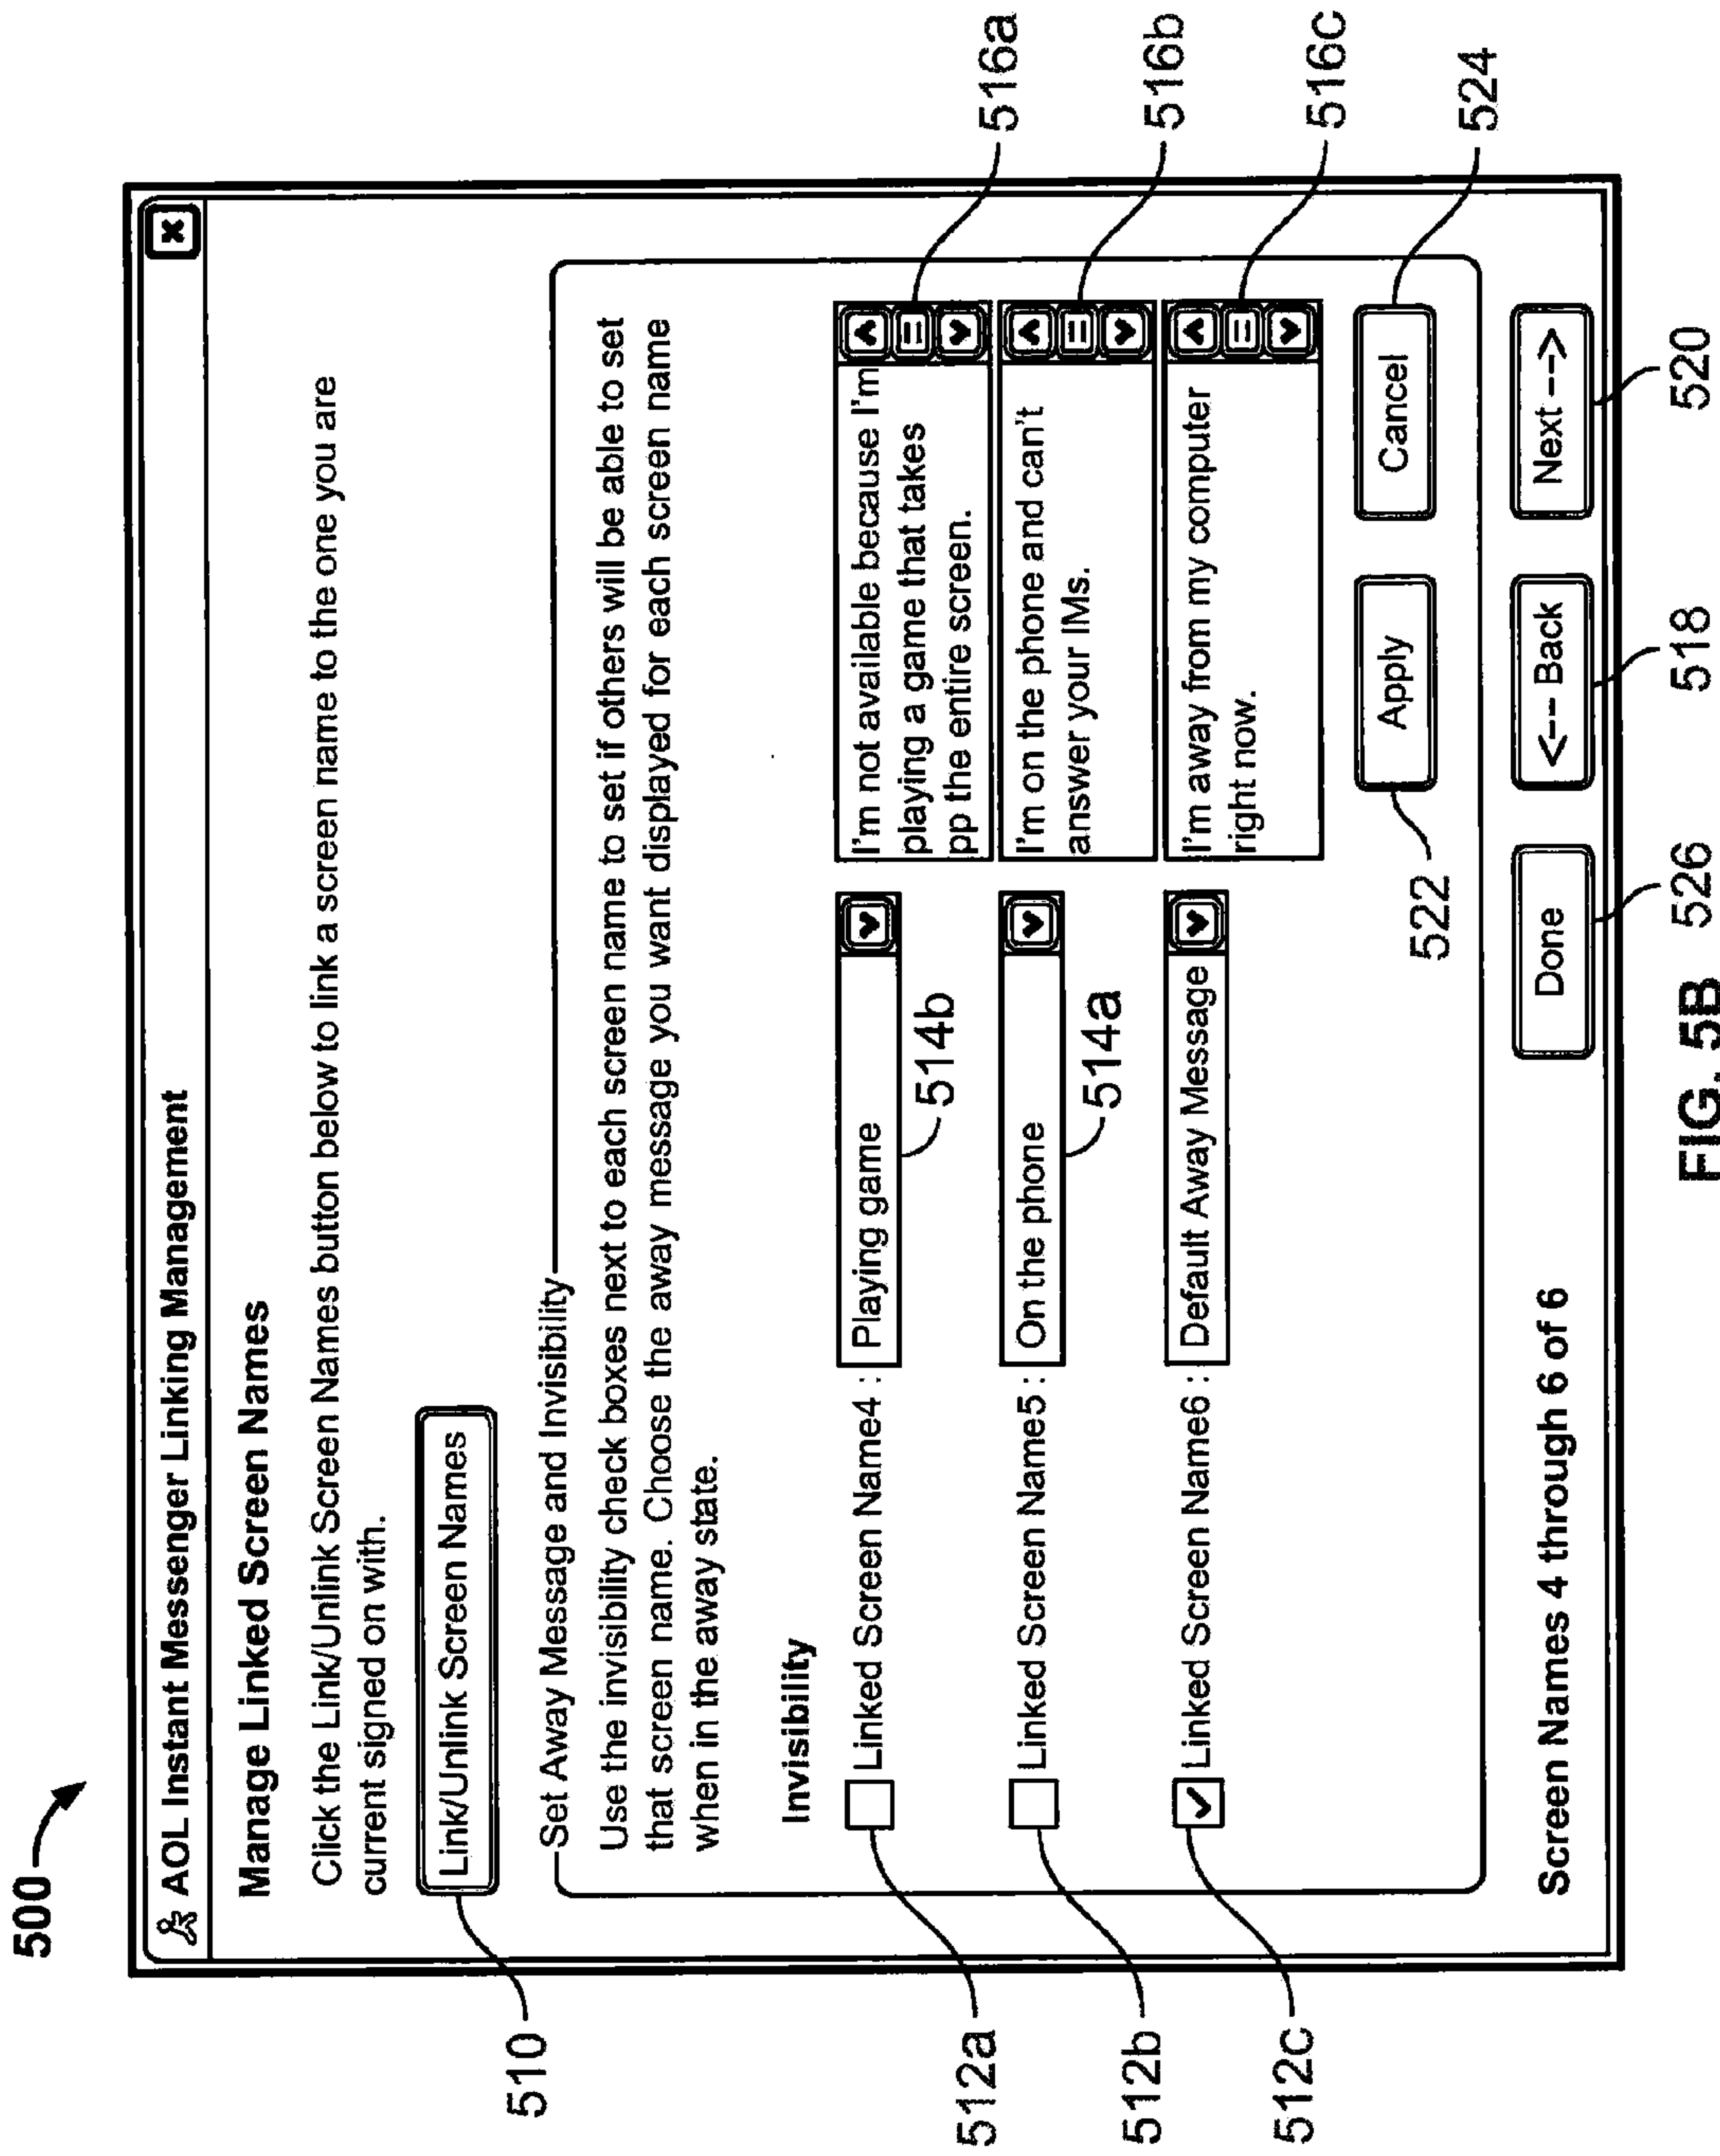 500
AOL Instant Messenger Linking Management
Manage Linked Screen Names
Click the Link/Unlink Screen Names button below to link a screen name to the one you are
current signed on with.
510
Link/Unlink Screen Names
Set Away Message and Invisibility
Use the invisibility check boxes next to each screen name to set if others will be able to set
that screen name. Choose the away message you want displayed for each screen name
when in the away state.
Invisibility
512a
Linked Screen Name4 : Playing game
514b
I'm not available because I'm
playing a game that takes
pp the entire screen.
516a
512b
Linked Screen Name5 : On the phone
514a
I'm on the phone and can't
answer your IMs.
516b
512c
Linked Screen Name6 : Default Away Message
I'm away from my computer
right now.
516c
522
Apply
Cancel
524
Screen Names 4 through 6 of 6
Done
<-- Back
Next -->
526
518
520
FIG. 5B